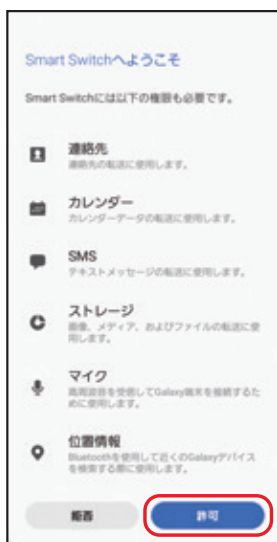 Smart Switchへようこそ
Smart Switchには以下の権限も必要です。
連絡先
連絡先の転送に使用します。
カレンダー
カレンダーデータの転送に使用します。
SMS
テキストメッセージの転送に使用します。
ストレージ
画像、メディア、およびファイルの転送に使
用します。
マイク
高周波音を受信してGalaxy端末を接続するた
めに使用します。
位置情報
Bluetoothを使用して近くのGalaxyデバイス
を検索する際に使用します。
拒否
許可